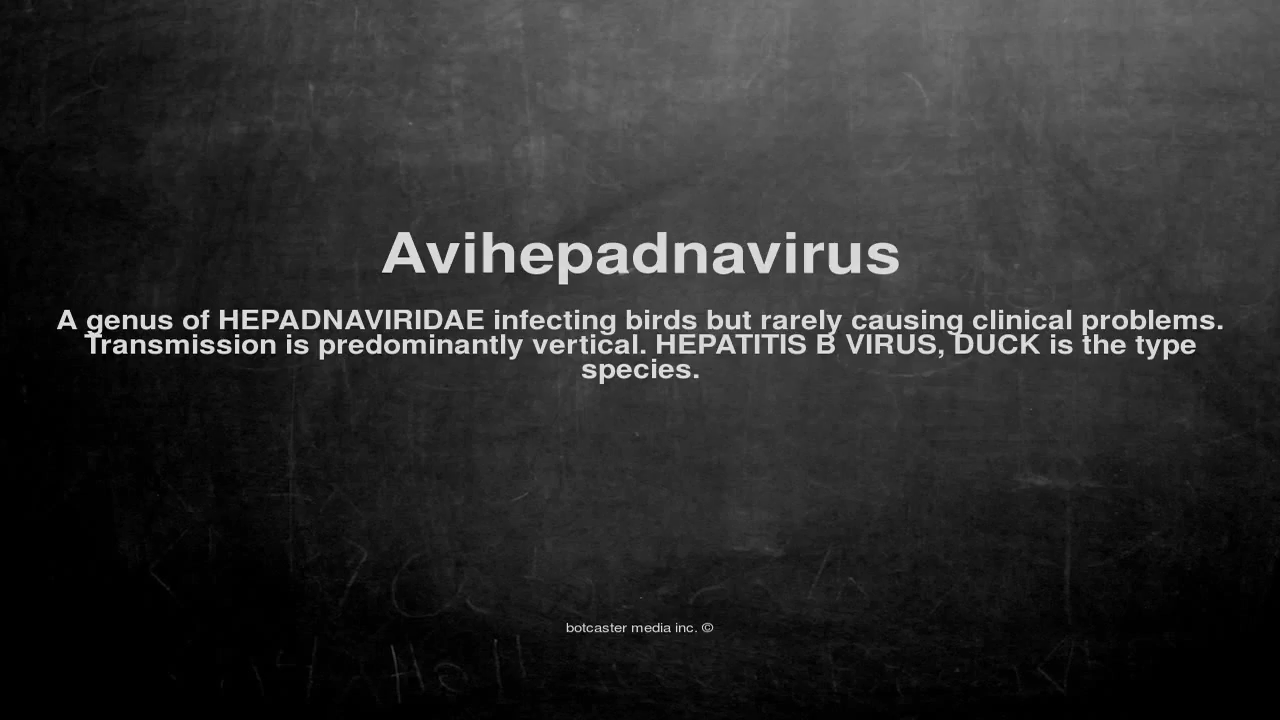 Avihepadnavirus
A genus of HEPADNAVIRIDAE infecting birds but rarely causing clinical problems.
Transmission is predominantly vertical. HEPATITIS B VIRUS, DUCK is the type
species.
botcaster media inc. ©